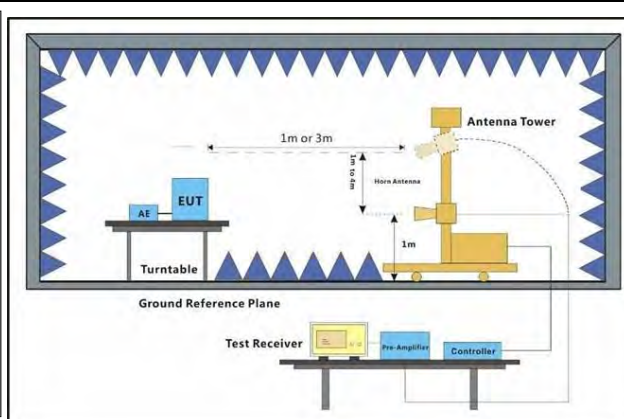 1m or 3m
Antenna Tower
1m to 4m
Horn Antenna
EUT
AE
1m
Turntable
Ground Reference Plane
Test Receiver
Pre-Amplifier
Controller